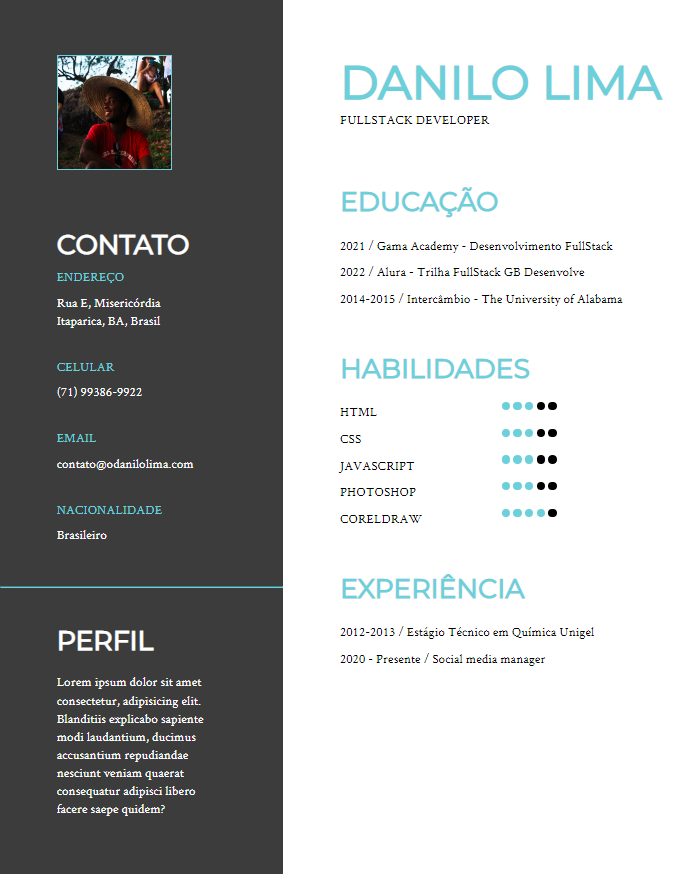 CONTATO
ENDEREÇO
Rua E, Misericórdia
Itaparica, BA, Brasil
CELULAR
(71) 99386-9922
EMAIL
contato@odanilolima.com
NACIONALIDADE
Brasileiro
PERFIL
Lorem ipsum dolor sit amet
consectetur, adipisicing elit.
Blanditiis explicabo sapiente
modi laudantium, ducimus
accusantium repudiandae
nesciunt veniam quaerat
consequatur adipisci libero
facere saepe quidem?
DANILO LIMA
FULLSTACK DEVELOPER
EDUCAÇÃO
2021 / Gama Academy - Desenvolvimento FullStack
2022 / Alura - Trilha FullStack GB Desenvolve
2014-2015 / Intercâmbio - The University of Alabama
HABILIDADES
HTML
CSS
JAVASCRIPT
PHOTOSHOP
CORELDRAW
EXPERIÊNCIA
2012-2013 / Estágio Técnico em Química Unigel
2020 - Presente / Social media manager